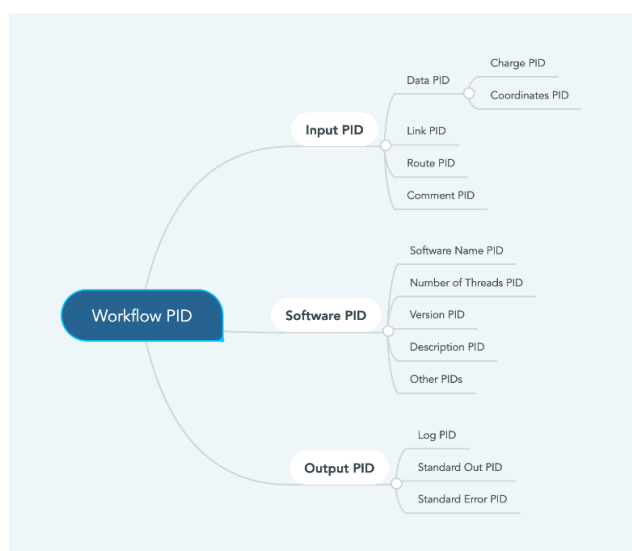 Workflow PID
Input PID
Data PID
Charge PID
Coordinates PID
Link PID
Route PID
Comment PID
Software PID
Software Name PID
Number of Threads PID
Version PID
Description PID
Other PIDs
Output PID
Log PID
Standard Out PID
Standard Error PID